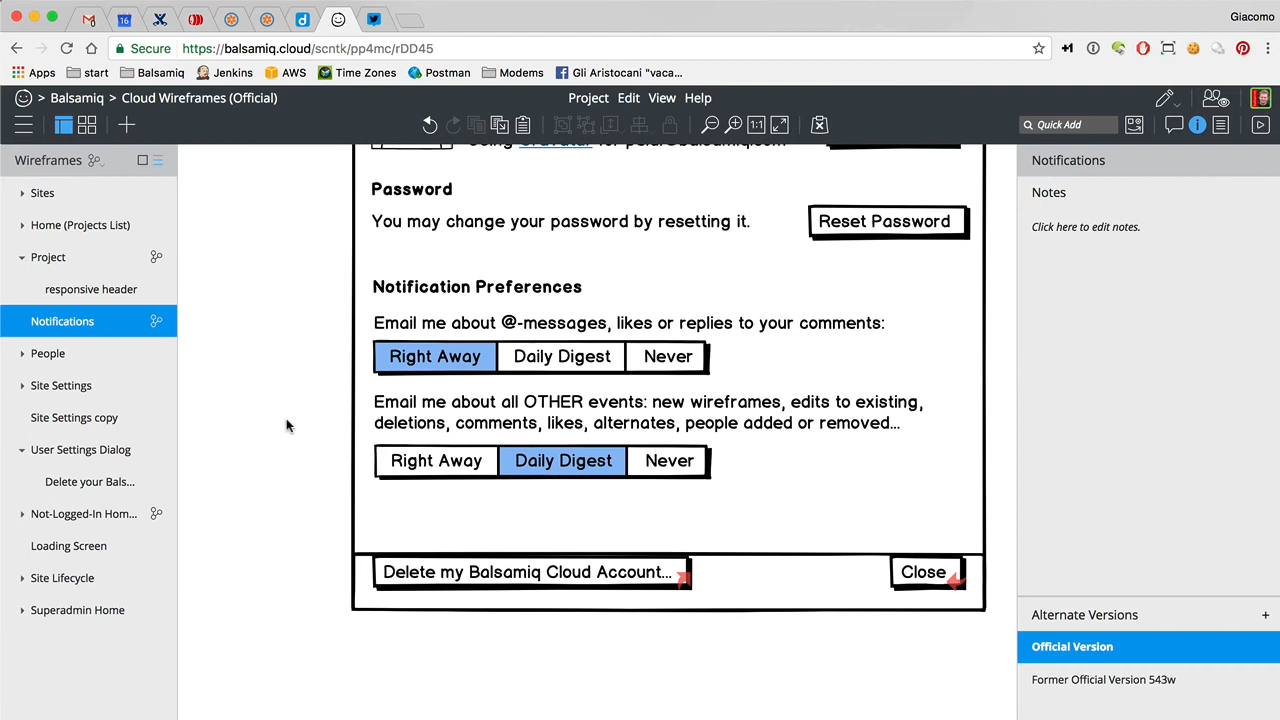 Giacomo
Secure https://balsamiq.cloud/scntk/pp4mc/rDD45
Apps start Balsamiq Jenkins AWS Time Zones Postman Modems Gli Aristocani "vaca...
Balsamiq > Cloud Wireframes (Official)
Project Edit View Help
1:1
Quick Add
Wireframes
Sites
Home (Projects List)
Project
responsive header
Notifications
People
Site Settings
Site Settings copy
User Settings Dialog
Delete your Bals...
Not-Logged-In Hom...
Loading Screen
Site Lifecycle
Superadmin Home
Password
You may change your password by resetting it.
Reset Password
Notification Preferences
Email me about @-messages, likes or replies to your comments:
Right Away Daily Digest Never
Email me about all OTHER events: new wireframes, edits to existing,
deletions, comments, likes, alternates, people added or removed...
Right Away Daily Digest Never
Delete my Balsamiq Cloud Account...
Close
Notifications
Notes
Click here to edit notes.
Alternate Versions +
Official Version
Former Official Version 543w